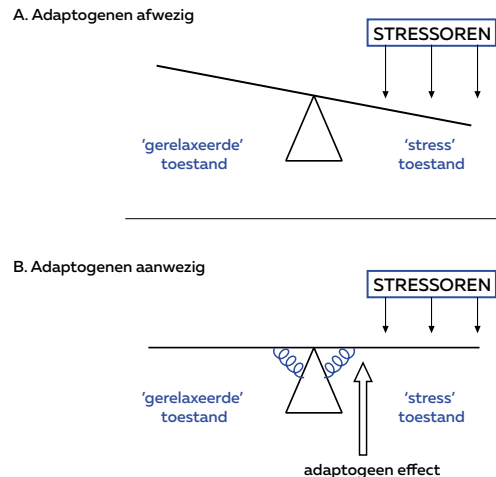 A. Adaptogenen afwezig
STRESSOREN
'gerelaxeerde'
toestand
'stress'
toestand
B. Adaptogenen aanwezig
STRESSOREN
'gerelaxeerde'
toestand
'stress'
toestand
adaptogeen effect